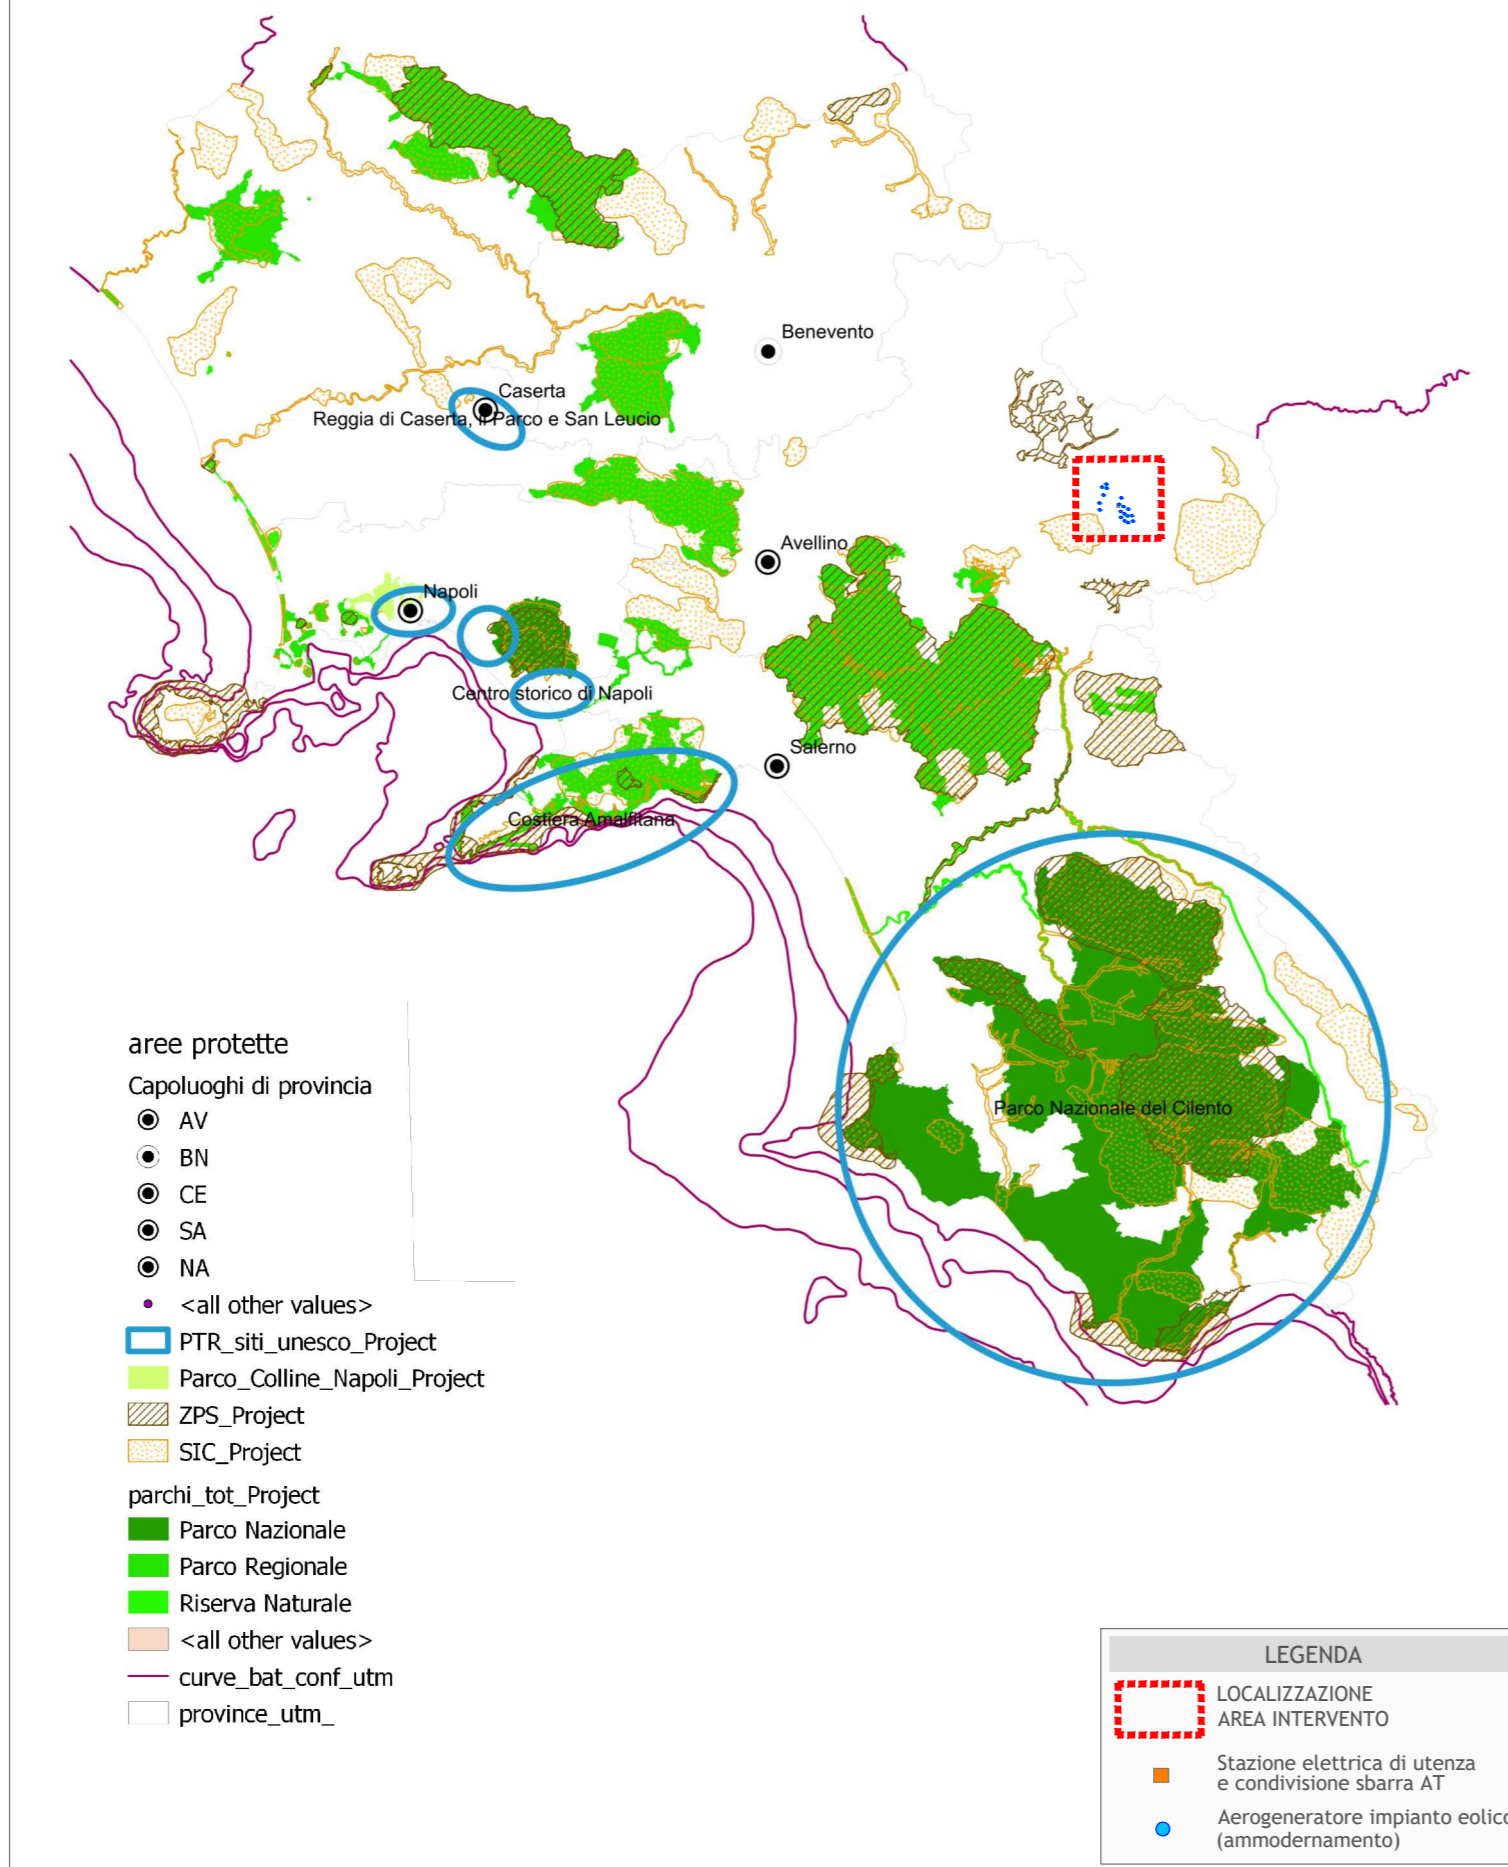 Benevento
Caserta
Reggia di Caserta, il Parco e San Leucio
Avellino
Napoli
Centro storico di Napoli
Salerno
Costiera Amalfitana
Parco Nazionale del Cilento
aree protette
Capoluoghi di provincia
AV
BN
CE
SA
NA
<all other values>
PTR_siti_unesco_Project
Parco_Colline_Napoli_Project
ZPS_Project
SIC_Project
parchi_tot_Project
Parco Nazionale
Parco Regionale
Riserva Naturale
<all other values>
curve_bat_conf_utm
province_utm_
LEGENDA
LOCALIZZAZIONE
AREA INTERVENTO
Stazione elettrica di utenza
e condivisione sbarra AT
Aerogeneratore impianto eolico
(ammodernamento)